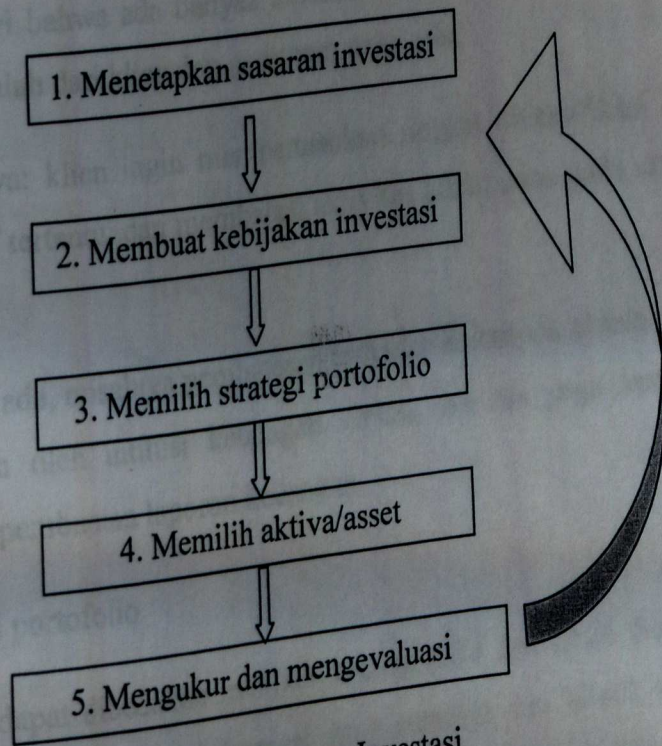 1. Menetapkan sasaran investasi
2. Membuat kebijakan investasi
3. Memilih strategi portofolio
4. Memilih aktiva/asset
5. Mengukur dan mengevaluasi
Investasi